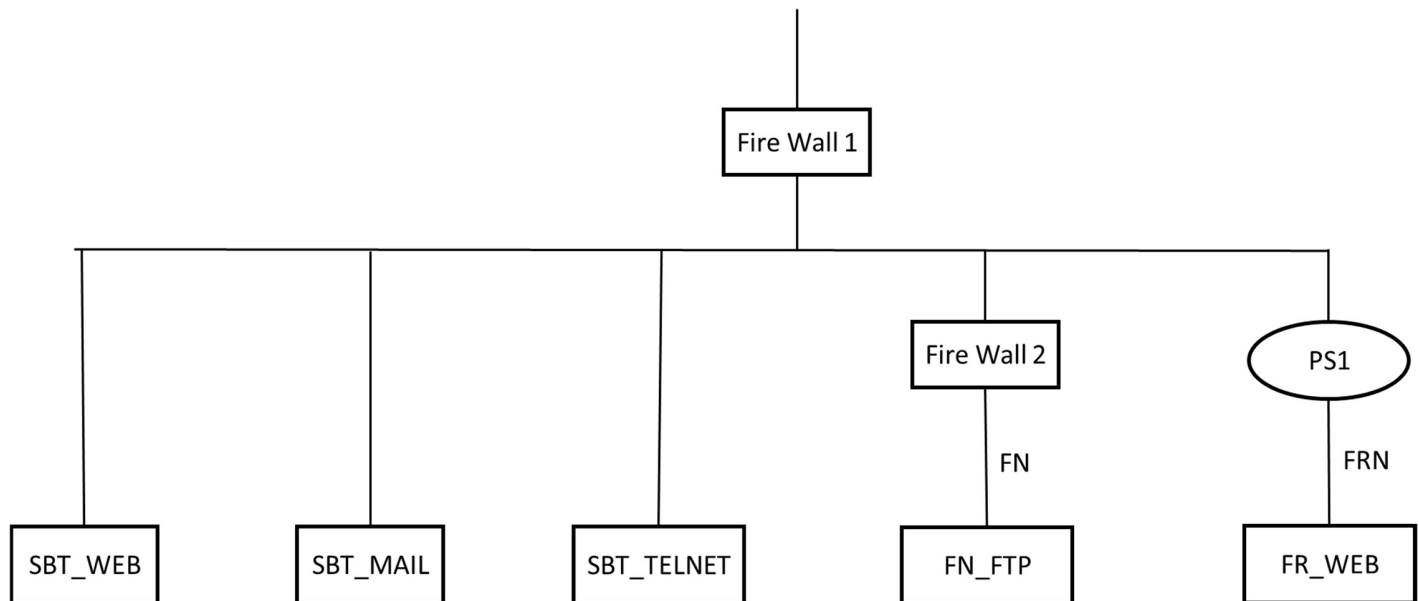 Fire Wall 1
Fire Wall 2
PS1
FN
FRN
SBT_WEB
SBT_MAIL
SBT_TELNET
FN_FTP
FR_WEB